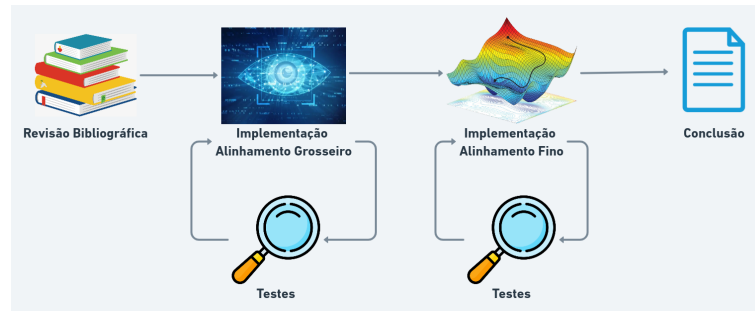 Revisão Bibliográfica
Implementação
Alinhamento Grosseiro
Implementação
Alinhamento Fino
Conclusão
Testes
Testes